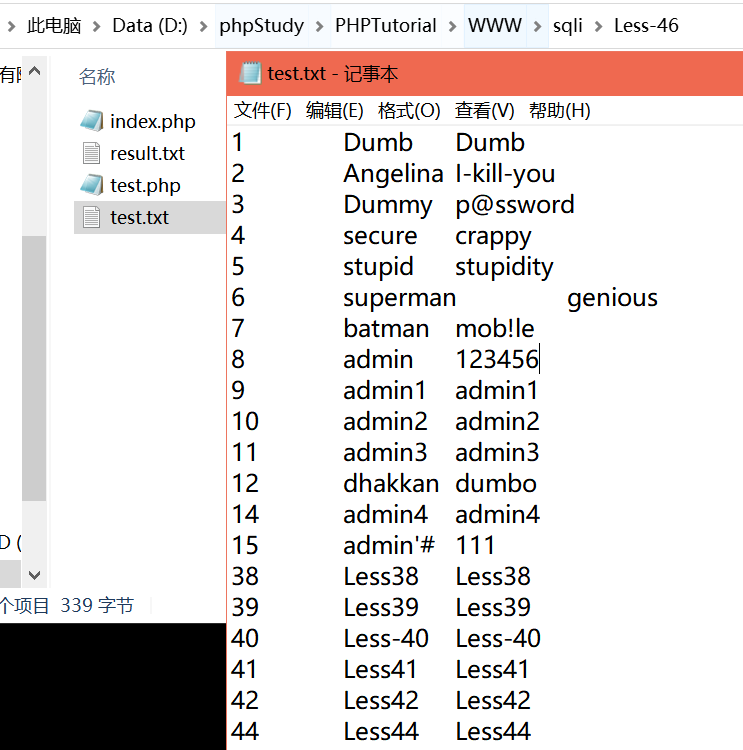 此电脑 > Data (D:) > phpStudy > PHPTutorial > WWW > sqli > Less-46
名称
index.php
result.txt
test.php
test.txt
个项目 339 字节
test.txt - 记事本
文件(F) 编辑(E) 格式(O) 查看(V) 帮助(H)
1 Dumb Dumb
2 Angelina I-kill-you
3 Dummy p@ssword
4 secure crappy
5 stupid stupidity
6 superman genious
7 batman mob!le
8 admin 123456
9 admin1 admin1
10 admin2 admin2
11 admin3 admin3
12 dhakkan dumbo
14 admin4 admin4
15 admin'# 111
38 Less38 Less38
39 Less39 Less39
40 Less-40 Less-40
41 Less41 Less41
42 Less42 Less42
44 Less44 Less44